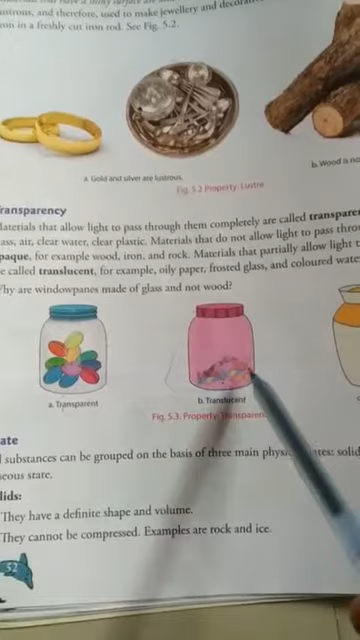 lustrous, and therefore, used to make jewellery and
iron in a freshly cut iron rod. See Fig. 5.2.
a. Gold and silver are lustrous.
b. Wood is no
Fig. 5.2 Property: Lustre
ransparency
Materials that allow light to pass through them completely are called transpare
ass, air, clear water, clear plastic. Materials that do not allow light to pass thro
paque, for example wood, iron, and rock. Materials that partially allow light t
e called translucent, for example, oily paper, frosted glass, and coloured wate
Why are windowpanes made of glass and not wood?
a. Transparent
b. Translucent
Fig. 5.3. Property: Transparenc
ate
l substances can be grouped on the basis of three main physi tes: solid
seous state.
lids:
They have a definite shape and volume.
They cannot be compressed. Examples are rock and ice.
52